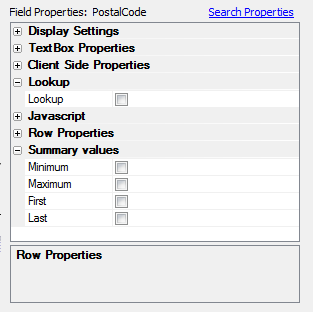 Field Properties: PostalCode Search Properties
Display Settings
TextBox Properties
Client Side Properties
Lookup
Lookup
Javascript
Row Properties
Summary values
Minimum
Maximum
First
Last
Row Properties